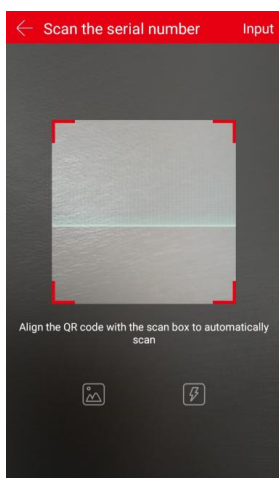 Scan the serial number Input
Align the QR code with the scan box to automatically
scan